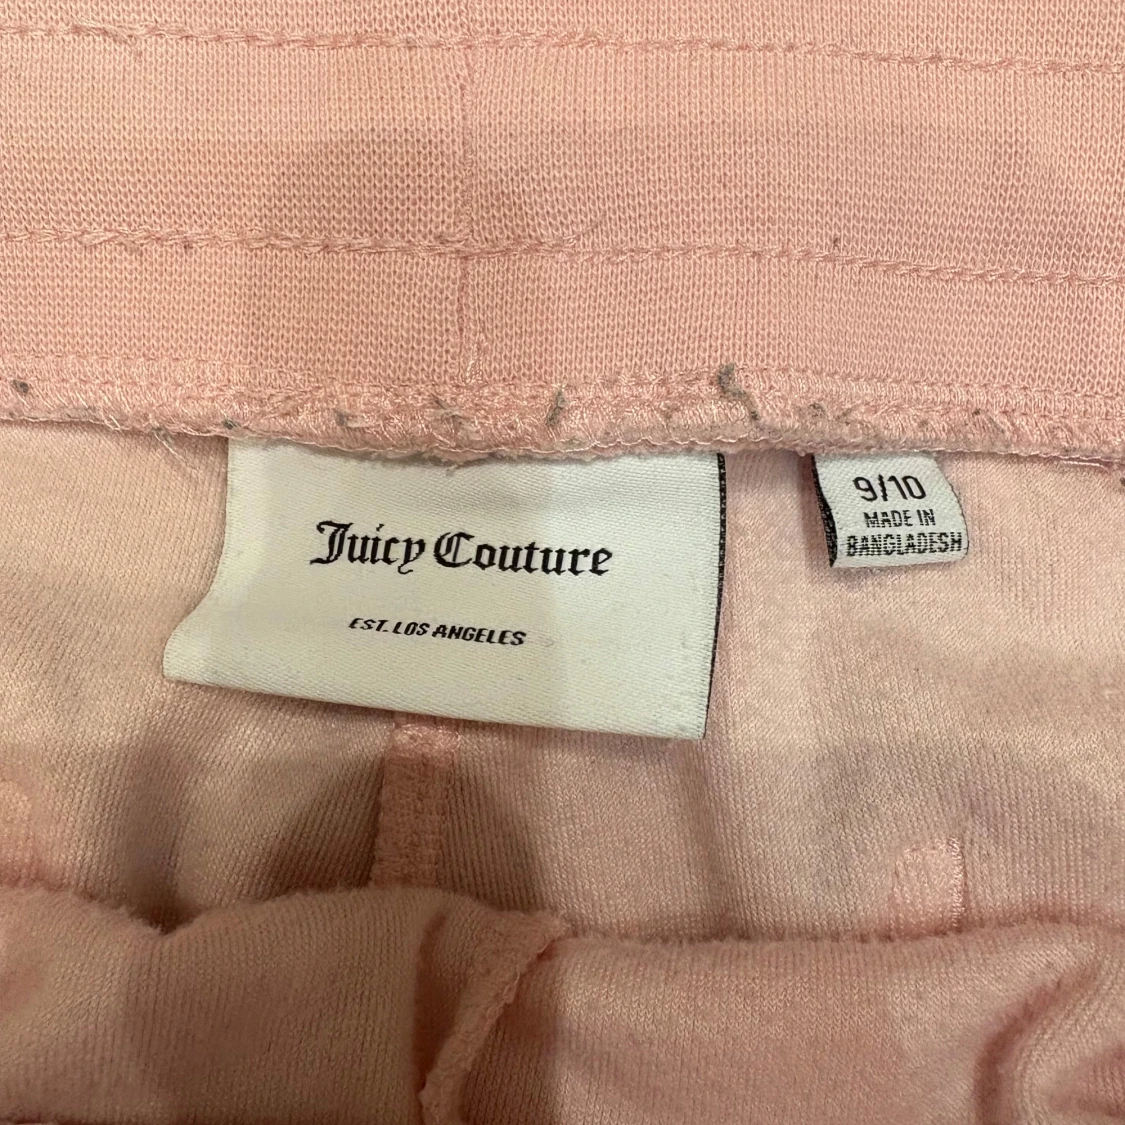 Juicy Couture
EST. LOS ANGELES
9/10
MADE IN
BANGLADESH